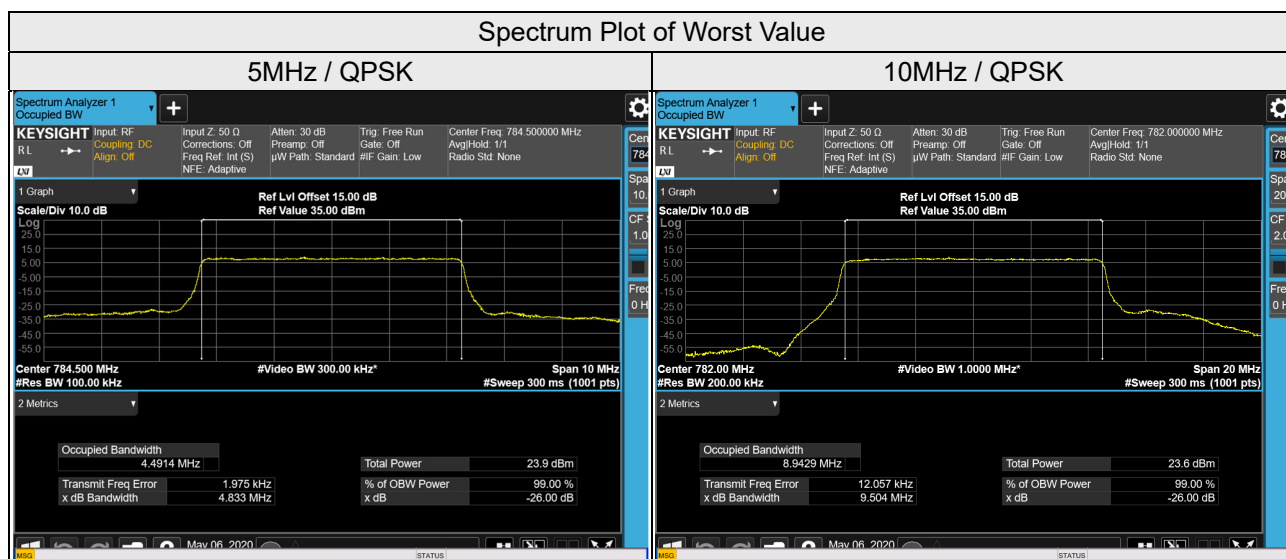 Spectrum Plot of Worst Value
5MHz / QPSK
10MHz / QPSK
Spectrum Analyzer 1
Occupied BW
+
KEYSIGHT Input: RF Input Z: 50 Ω Atten: 30 dB Trig: Free Run Center Freq: 784.500000 MHz
RL Coupling: DC Corrections: Off Preamp: Off Gate: Off Avg|Hold: 1/1
Align: Off Freq Ref: Int (S) µW Path: Standard #IF Gain: Low Radio Std: None
LXI NFE: Adaptive
1 Graph
Ref Lvl Offset 15.00 dB
Scale/Div 10.0 dB Ref Value 35.00 dBm
Log
25.0
15.0
5.00
-5.00
-15.0
-25.0
-35.0
-45.0
-55.0
Center 784.500 MHz #Video BW 300.00 kHz* Span 10 MHz
#Res BW 100.00 kHz #Sweep 300 ms (1001 pts)
2 Metrics
Occupied Bandwidth
4.4914 MHz Total Power 23.9 dBm
Transmit Freq Error 1.975 kHz % of OBW Power 99.00 %
x dB Bandwidth 4.833 MHz x dB -26.00 dB
May 06, 2020
MSG STATUS
Spectrum Analyzer 1
Occupied BW
+
KEYSIGHT Input: RF Input Z: 50 Ω Atten: 30 dB Trig: Free Run Center Freq: 782.000000 MHz
RL Coupling: DC Corrections: Off Preamp: Off Gate: Off Avg|Hold: 1/1
Align: Off Freq Ref: Int (S) µW Path: Standard #IF Gain: Low Radio Std: None
LXI NFE: Adaptive
1 Graph
Ref Lvl Offset 15.00 dB
Scale/Div 10.0 dB Ref Value 35.00 dBm
Log
25.0
15.0
5.00
-5.00
-15.0
-25.0
-35.0
-45.0
-55.0
Center 782.00 MHz #Video BW 1.0000 MHz* Span 20 MHz
#Res BW 200.00 kHz #Sweep 300 ms (1001 pts)
2 Metrics
Occupied Bandwidth
8.9429 MHz Total Power 23.6 dBm
Transmit Freq Error 12.057 kHz % of OBW Power 99.00 %
x dB Bandwidth 9.504 MHz x dB -26.00 dB
May 06, 2020
MSG STATUS